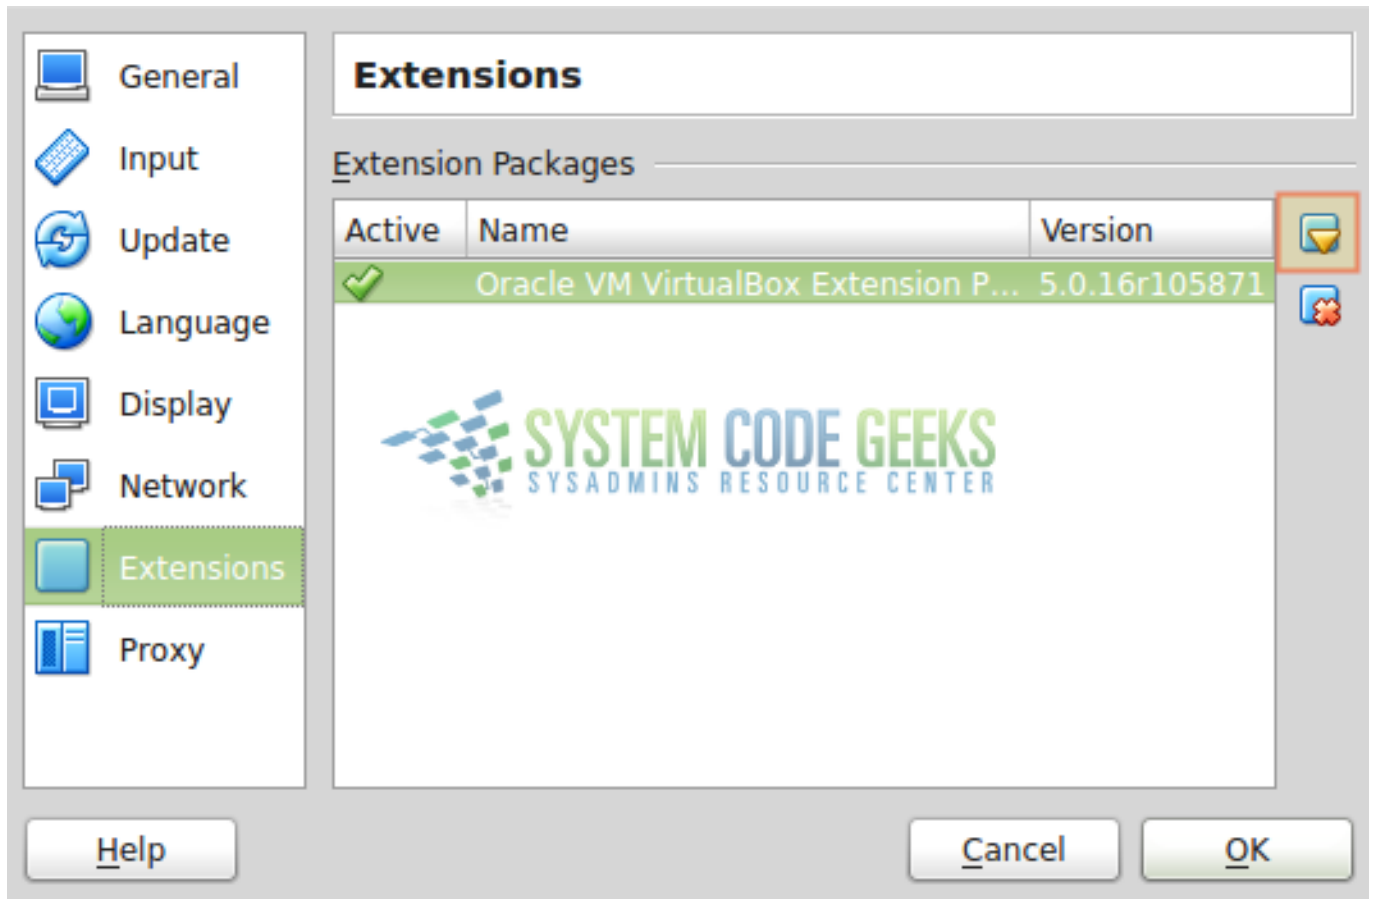 General
Input
Update
Language
Display
Network
Extensions
Proxy
Extensions
Extension Packages
Active Name Version
Oracle VM VirtualBox Extension P... 5.0.16r105871
SYSTEM CODE GEEKS
SYSADMINS RESOURCE CENTER
Help Cancel OK